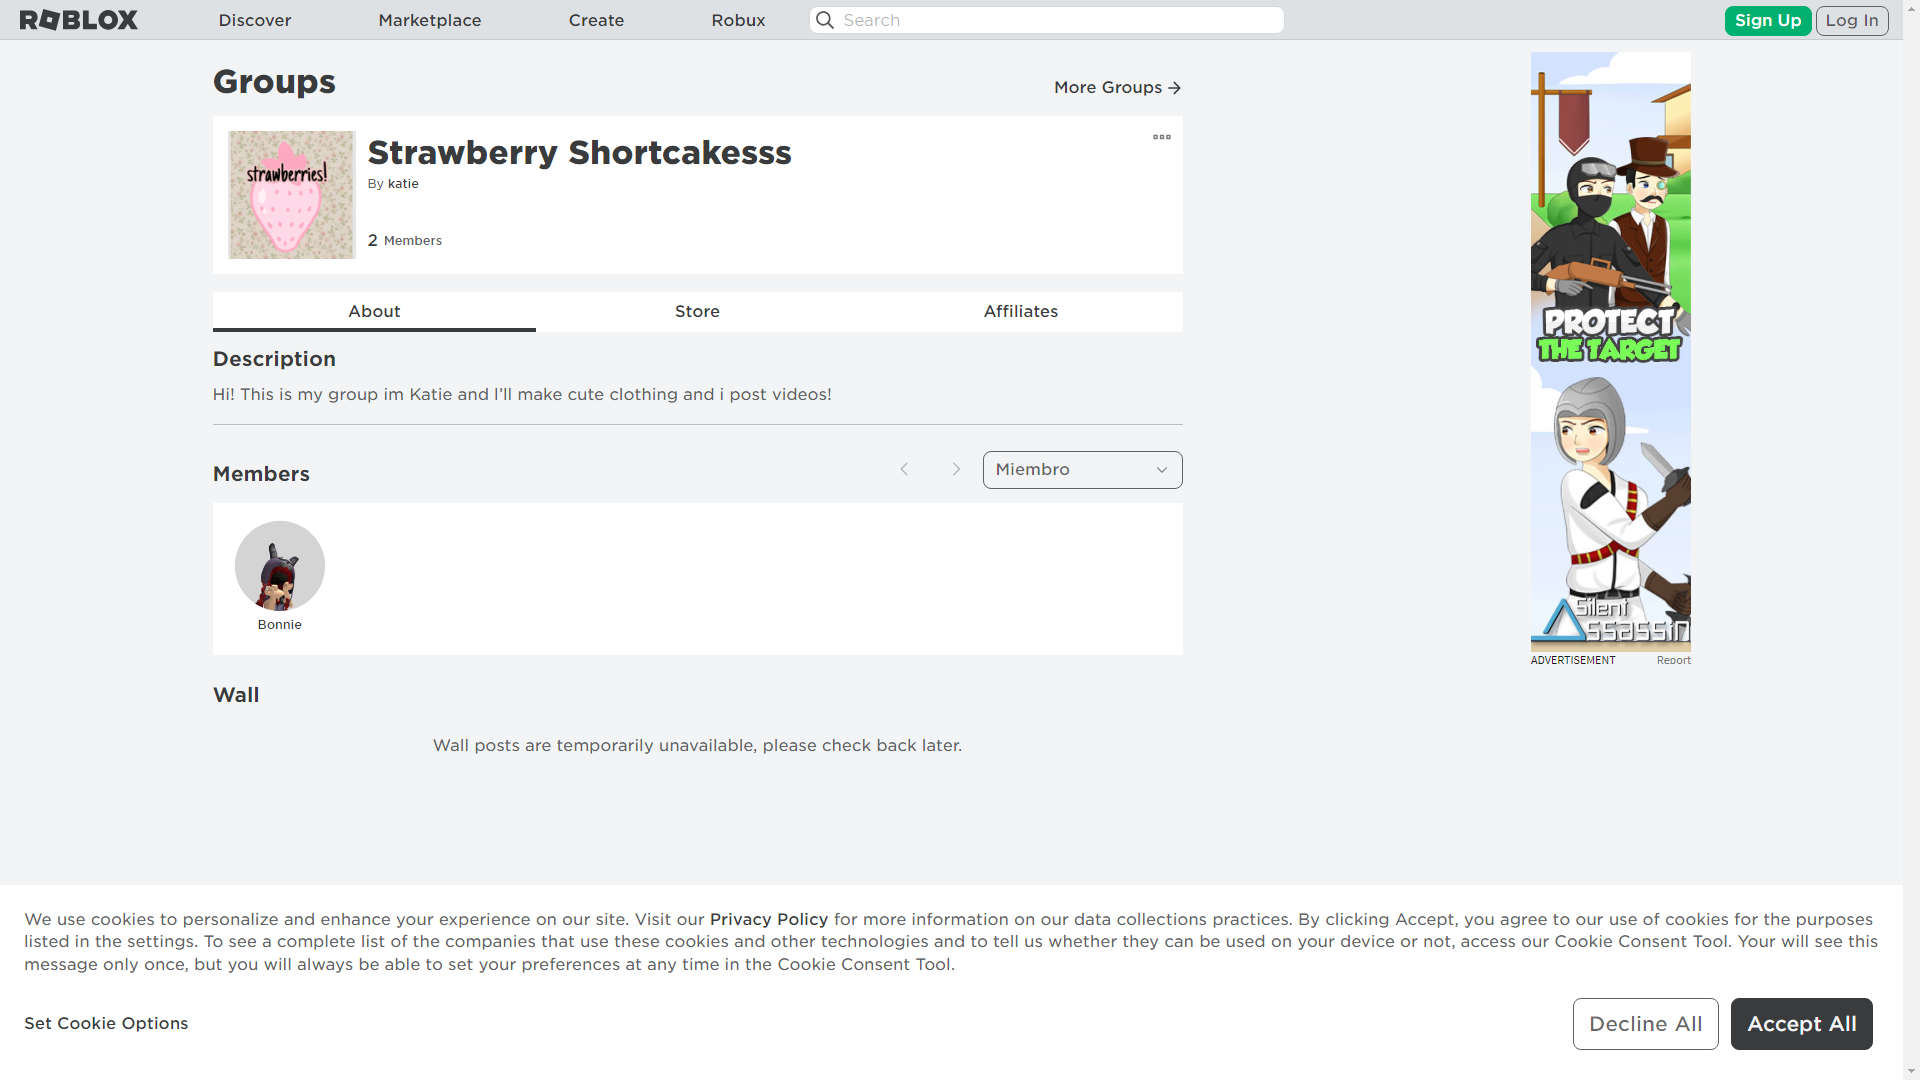 ROBLOX
Discover
Marketplace
Create
Robux
Search
Sign Up
Log In
Groups
More Groups
strawberries!
Strawberry Shortcakesss
By katie
2 Members
About
Store
Affiliates
Description
Hi! This is my group im Katie and I’ll make cute clothing and i post videos!
Members
Miembro
Bonnie
Wall
Wall posts are temporarily unavailable, please check back later.
PROTECT
THE TARGET
Silent
Assassin
ADVERTISEMENT
Report
We use cookies to personalize and enhance your experience on our site. Visit our Privacy Policy for more information on our data collections practices. By clicking Accept, you agree to our use of cookies for the purposes
listed in the settings. To see a complete list of the companies that use these cookies and other technologies and to tell us whether they can be used on your device or not, access our Cookie Consent Tool. Your will see this
message only once, but you will always be able to set your preferences at any time in the Cookie Consent Tool.
Set Cookie Options
Decline All
Accept All